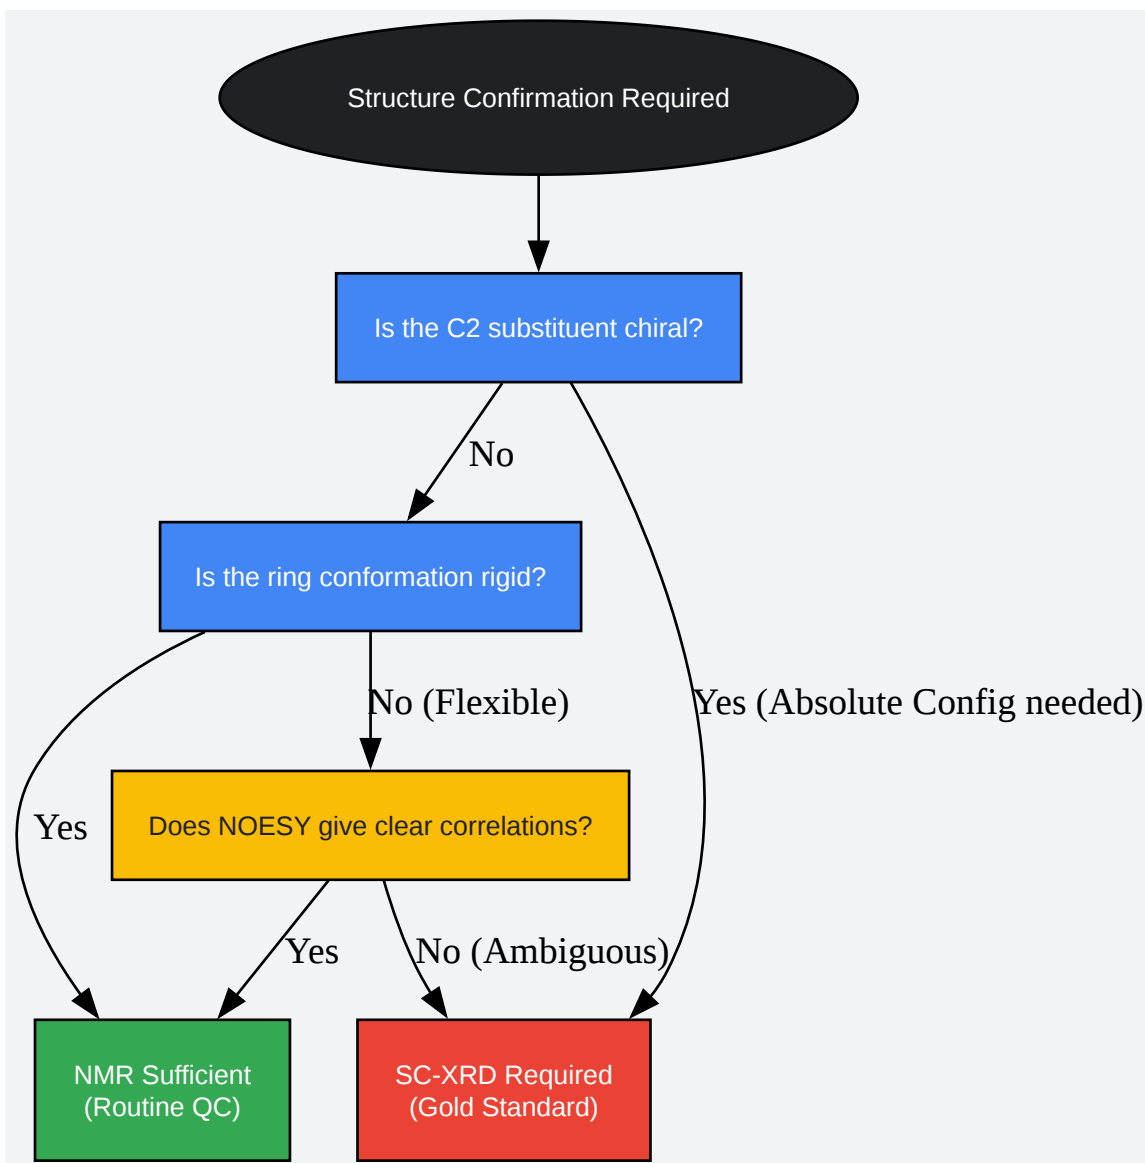 Structure Confirmation Required
Is the C2 substituent chiral?
No
Is the ring conformation rigid?
No (Flexible)
Yes (Absolute Config needed)
Yes
Does NOESY give clear correlations?
Yes
No (Ambiguous)
NMR Sufficient
(Routine QC)
SC-XRD Required
(Gold Standard)